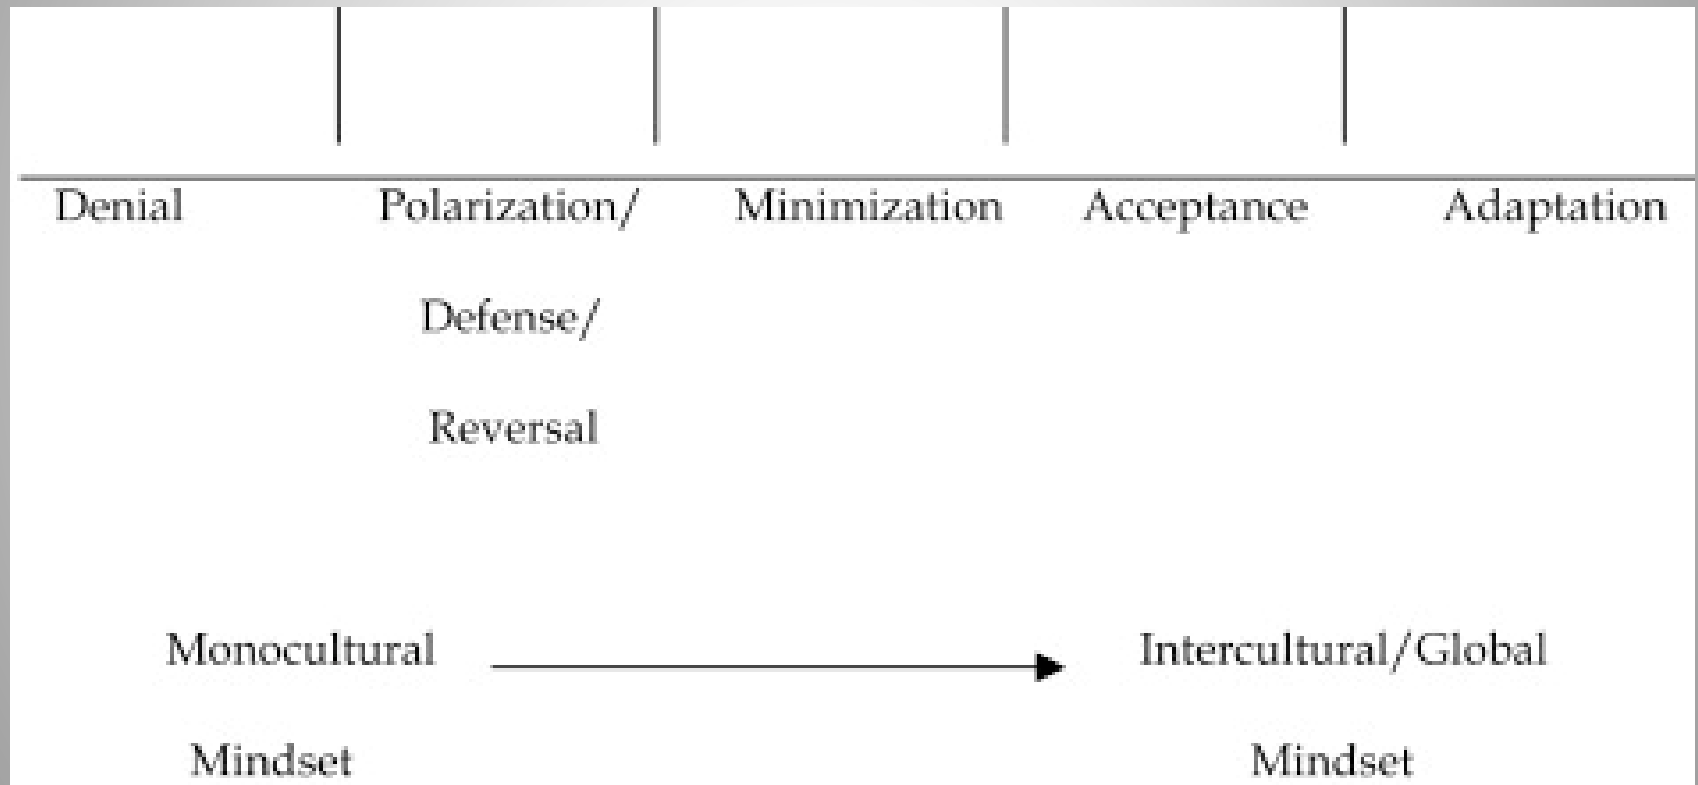 Denial Polarization/ Minimization Acceptance Adaptation
Defense/
Reversal
Monocultural Intercultural/Global
Mindset Mindset